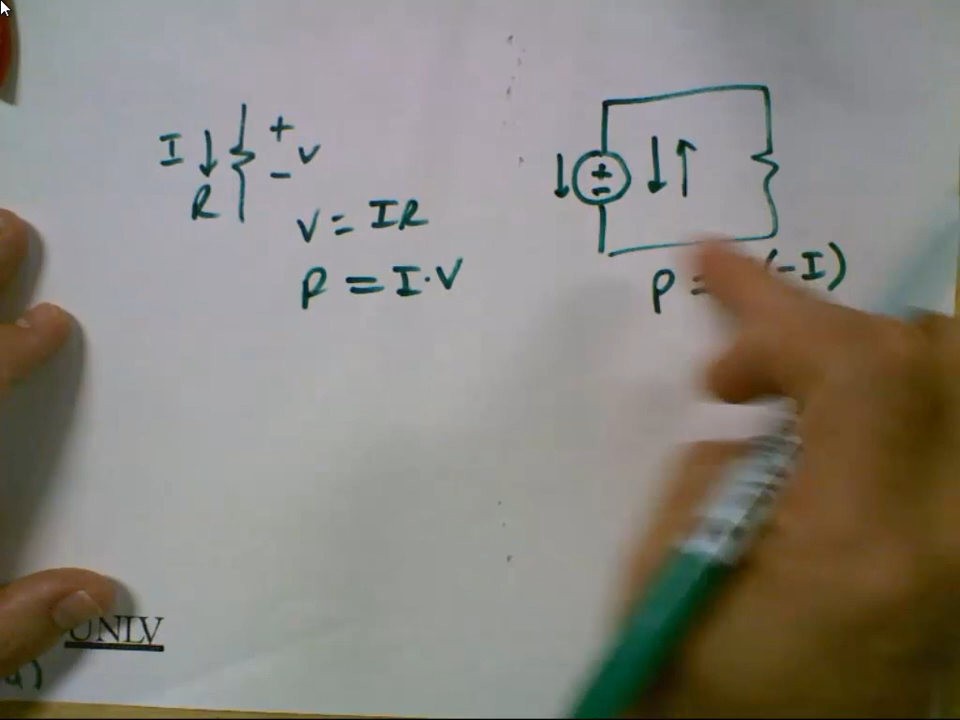 I
R
+
- V
V = IR
P = I·V
+
-
P = (-I)
UNLV
a)